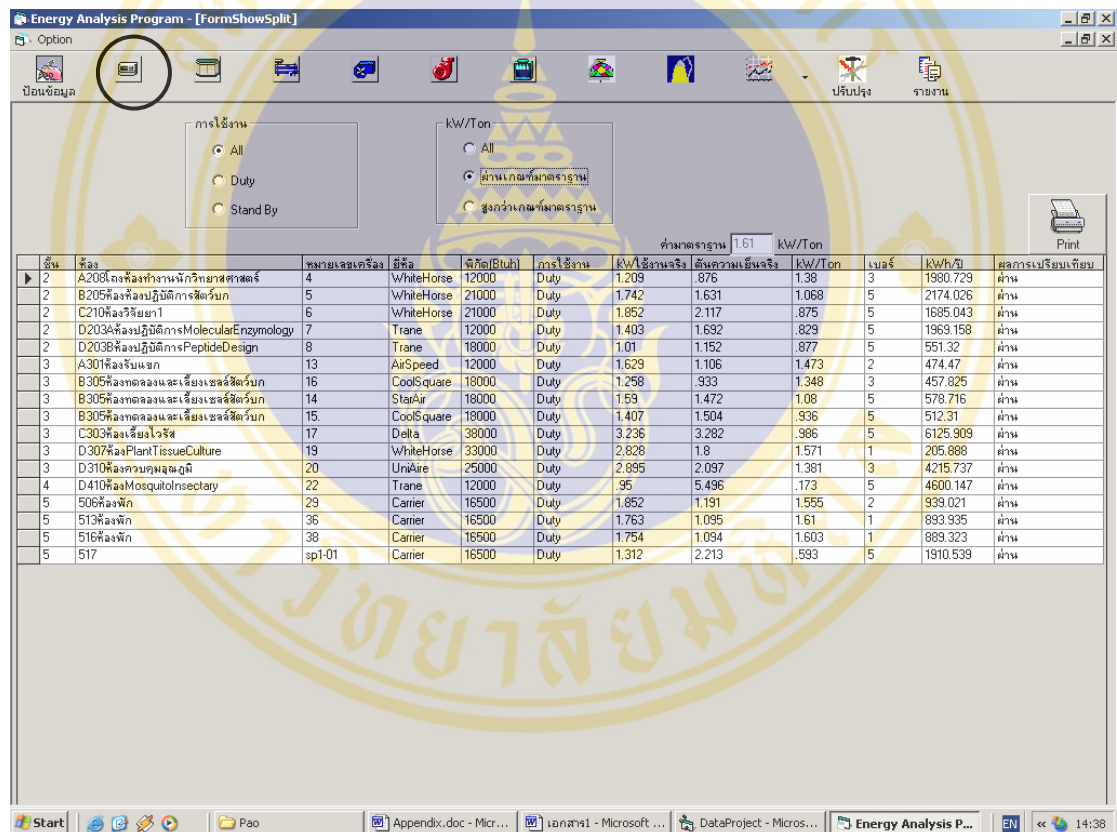 Energy Analysis Program - [FormShowSplit]
Option
ป้อนข้อมูล ปรับปรุง รายงาน
การใช้งาน kW/Ton
All All
Duty ผ่านเกณฑ์มาตราฐาน
Stand By สูงกว่าเกณฑ์มาตราฐาน
ค่ามาตราฐาน 1.61 kW/Ton Print
ชั้น ห้อง หมายเลขเครื่อง ยี่ห้อ พิกัด(Btuh) การใช้งาน kWใช้งานจริง ตันความเย็นจริง kW/Ton เบอร์ kWh/ปี ผลการเปรียบเทียบ
2 A208โถงห้องทำงานนักวิทยาศาสตร์ 4 WhiteHorse 12000 Duty 1.209 .876 1.38 3 1980.729 ผ่าน
2 B205ห้องห้องปฏิบัติการสัตว์บก 5 WhiteHorse 21000 Duty 1.742 1.631 1.068 5 2174.026 ผ่าน
2 C210ห้องวิจัยยา1 6 WhiteHorse 21000 Duty 1.852 2.117 .875 5 1685.043 ผ่าน
2 D203Aห้องปฏิบัติการMolecularEnzymology 7 Trane 12000 Duty 1.403 1.692 .829 5 1969.158 ผ่าน
2 D203Bห้องปฏิบัติการPeptideDesign 8 Trane 18000 Duty 1.01 1.152 .877 5 551.32 ผ่าน
3 A301ห้องรับแขก 13 AirSpeed 12000 Duty 1.629 1.106 1.473 2 474.47 ผ่าน
3 B305ห้องทดลองและเลี้ยงเซลล์สัตว์บก 16 CoolSquare 18000 Duty 1.258 .933 1.348 3 457.825 ผ่าน
3 B305ห้องทดลองและเลี้ยงเซลล์สัตว์บก 14 StarAir 18000 Duty 1.59 1.472 1.08 5 578.716 ผ่าน
3 B305ห้องทดลองและเลี้ยงเซลล์สัตว์บก 15. CoolSquare 18000 Duty 1.407 1.504 .936 5 512.31 ผ่าน
3 C303ห้องเลี้ยงไวรัส 17 Delta 38000 Duty 3.236 3.282 .986 5 6125.909 ผ่าน
3 D307ห้องPlantTissueCulture 19 WhiteHorse 33000 Duty 2.828 1.8 1.571 1 205.888 ผ่าน
3 D310ห้องควบคุมอุณภูมิ 20 UniAire 25000 Duty 2.895 2.097 1.381 3 4215.737 ผ่าน
4 D410ห้องMosquitoInsectary 22 Trane 12000 Duty .95 5.496 .173 5 4600.147 ผ่าน
5 506ห้องพัก 29 Carrier 16500 Duty 1.852 1.191 1.555 2 939.021 ผ่าน
5 513ห้องพัก 36 Carrier 16500 Duty 1.763 1.095 1.61 1 893.935 ผ่าน
5 516ห้องพัก 38 Carrier 16500 Duty 1.754 1.094 1.603 1 889.323 ผ่าน
5 517 sp1-01 Carrier 16500 Duty 1.312 2.213 .593 5 1910.539 ผ่าน
วิทยาลัยมหิดล
Start Pao Appendix.doc - Micr... เอกสาร1 - Microsoft ... DataProject - Micros... Energy Analysis P... EN « 14:38